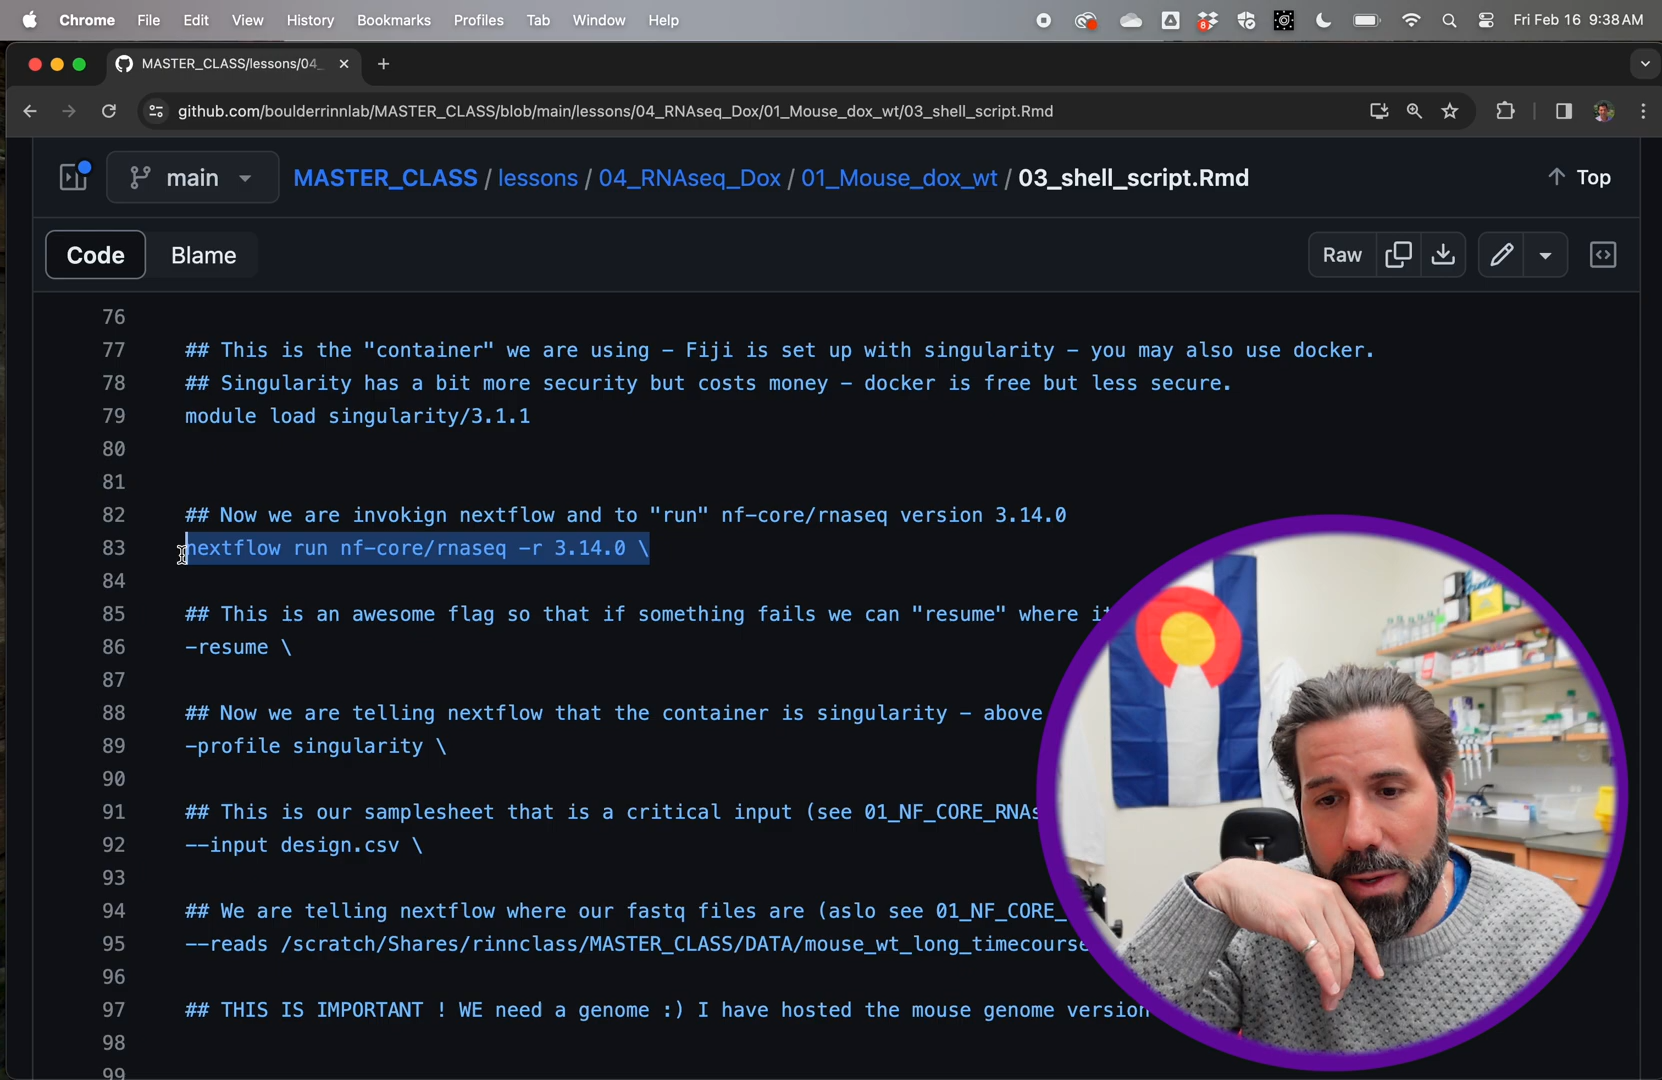 Chrome File Edit View History Bookmarks Profiles Tab Window Help 8 Fri Feb 16 9:38 AM
MASTER_CLASS/lessons/04_
github.com/boulderrinnlab/MASTER_CLASS/blob/main/lessons/04_RNAseq_Dox/01_Mouse_dox_wt/03_shell_script.Rmd
main MASTER_CLASS / lessons / 04_RNAseq_Dox / 01_Mouse_dox_wt / 03_shell_script.Rmd Top
Code Blame Raw
76
77 ## This is the "container" we are using - Fiji is set up with singularity - you may also use docker.
78 ## Singularity has a bit more security but costs money - docker is free but less secure.
79 module load singularity/3.1.1
80
81
82 ## Now we are invokign nextflow and to "run" nf-core/rnaseq version 3.14.0
83 nextflow run nf-core/rnaseq -r 3.14.0 \
84
85 ## This is an awesome flag so that if something fails we can "resume" where it
86 -resume \
87
88 ## Now we are telling nextflow that the container is singularity - above
89 -profile singularity \
90
91 ## This is our samplesheet that is a critical input (see 01_NF_CORE_RNAs
92 --input design.csv \
93
94 ## We are telling nextflow where our fastq files are (aslo see 01_NF_CORE_
95 --reads /scratch/Shares/rinnclass/MASTER_CLASS/DATA/mouse_wt_long_timecourse
96
97 ## THIS IS IMPORTANT ! WE need a genome :) I have hosted the mouse genome version
98
99